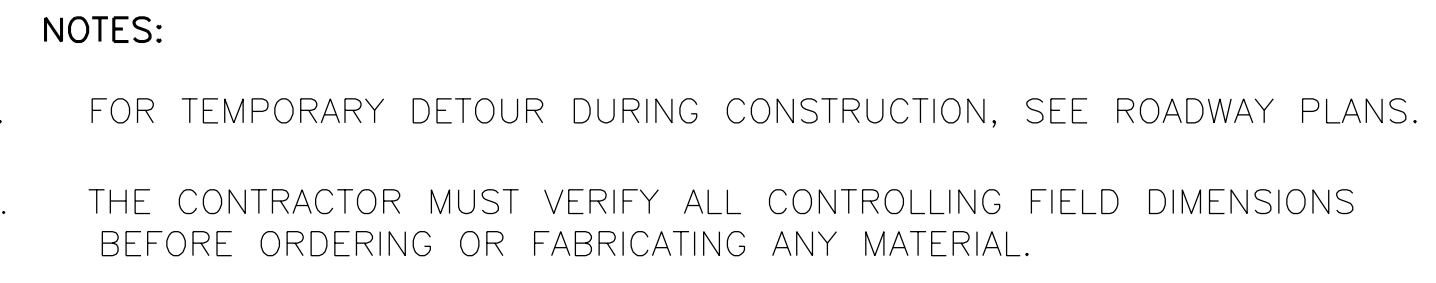 NOTES:
. FOR TEMPORARY DETOUR DURING CONSTRUCTION, SEE ROADWAY PLANS.
. THE CONTRACTOR MUST VERIFY ALL CONTROLLING FIELD DIMENSIONS
BEFORE ORDERING OR FABRICATING ANY MATERIAL.